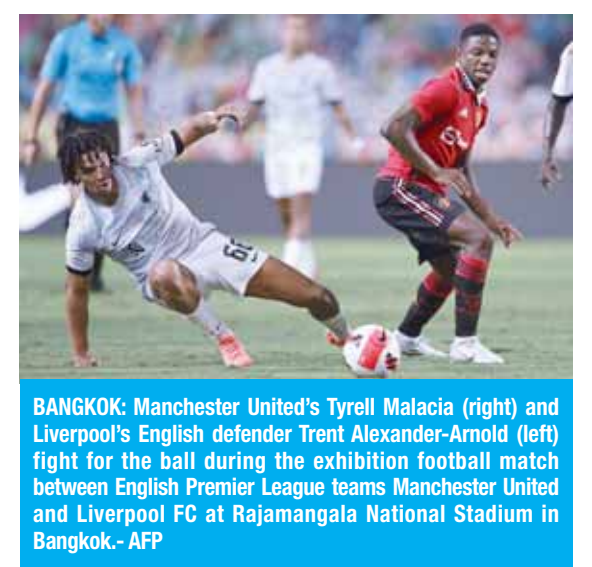 66
BANGKOK: Manchester United’s Tyrell Malacia (right) and
Liverpool’s English defender Trent Alexander-Arnold (left)
fight for the ball during the exhibition football match
between English Premier League teams Manchester United
and Liverpool FC at Rajamangala National Stadium in
Bangkok.- AFP